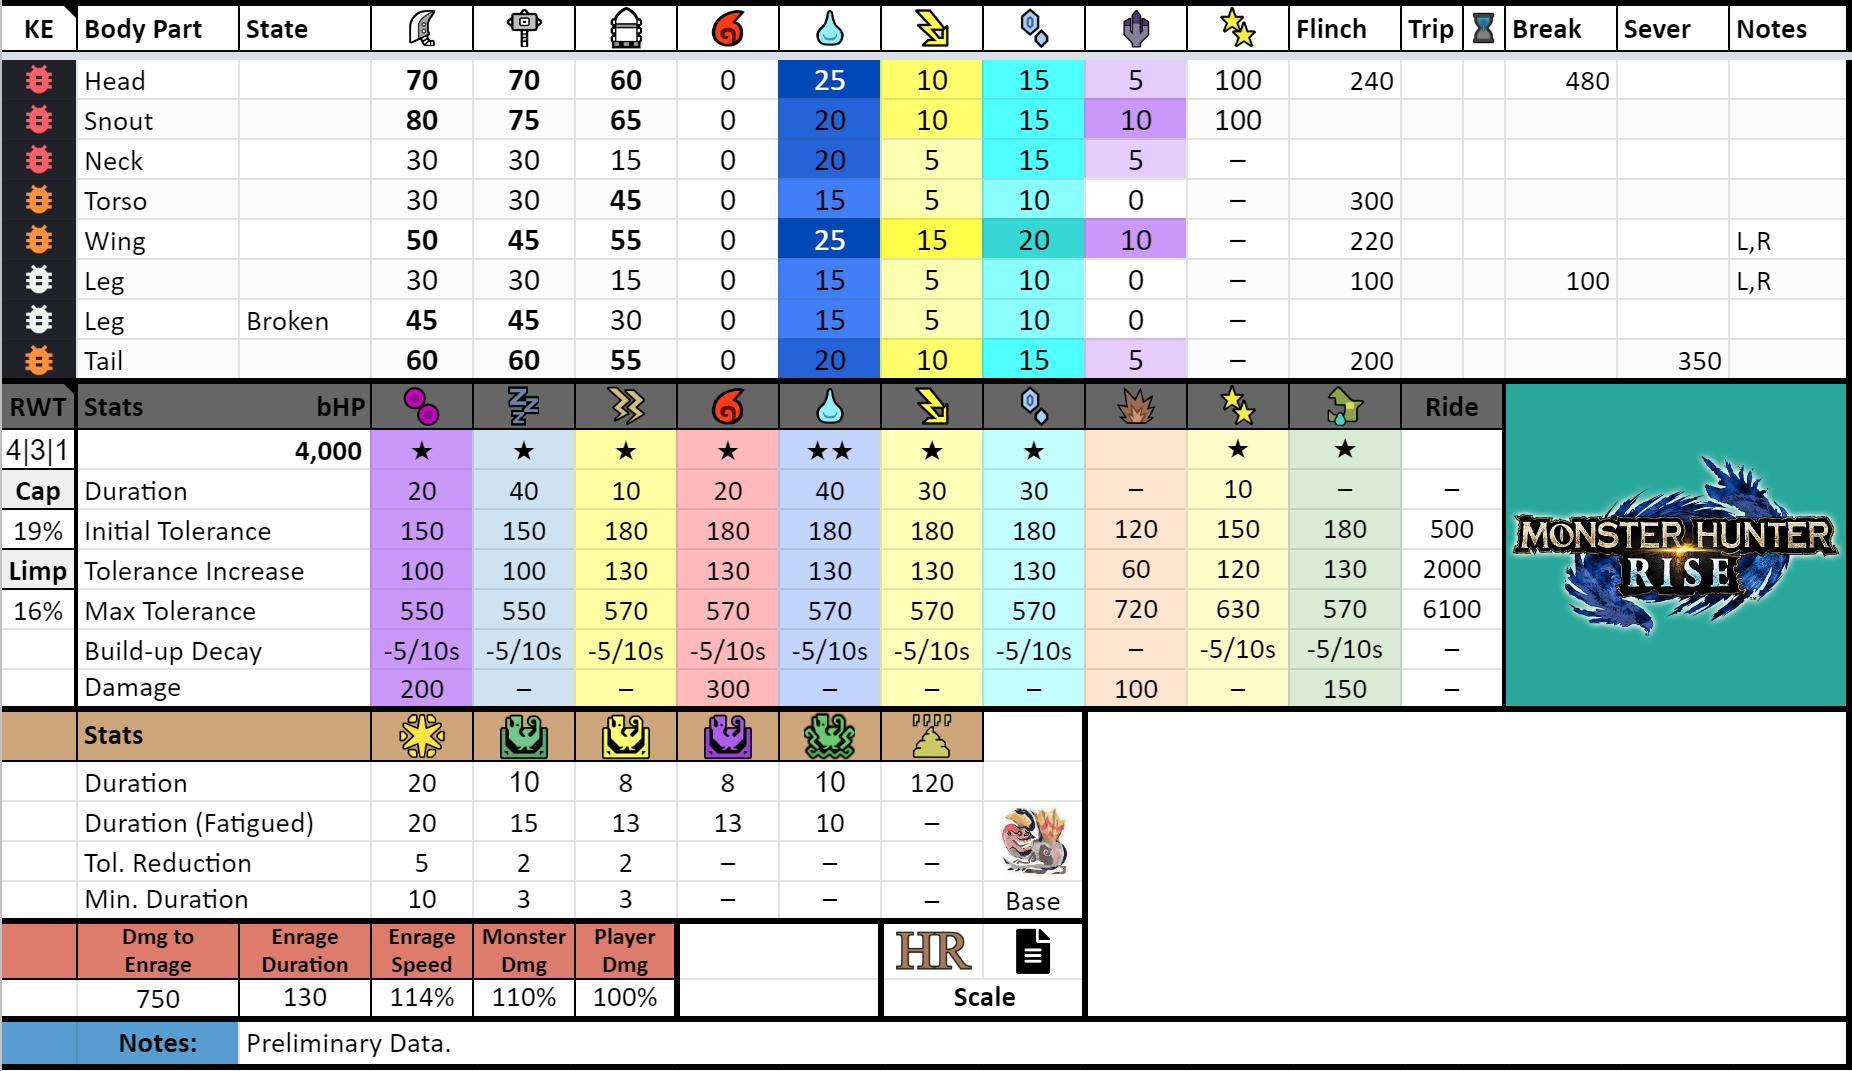 KE Body Part State Flinch Trip Break Sever Notes
Head 70 70 60 0 25 10 15 5 100 240 480
Snout 80 75 65 0 20 10 15 10 100
Neck 30 30 15 0 20 5 15 5 –
Torso 30 30 45 0 15 5 10 0 – 300
Wing 50 45 55 0 25 15 20 10 – 220 L,R
Leg 30 30 15 0 15 5 10 0 – 100 100 L,R
Leg Broken 45 45 30 0 15 5 10 0 –
Tail 60 60 55 0 20 10 15 5 – 200 350
RWT Stats bHP Ride
4|3|1 4,000 ★ ★ ★ ★ ★★ ★ ★ ★ ★
Cap Duration 20 40 10 20 40 30 30 – 10 – –
19% Initial Tolerance 150 150 180 180 180 180 180 120 150 180 500
Limp Tolerance Increase 100 100 130 130 130 130 130 60 120 130 2000
16% Max Tolerance 550 550 570 570 570 570 570 720 630 570 6100
Build-up Decay -5/10s -5/10s -5/10s -5/10s -5/10s -5/10s -5/10s – -5/10s -5/10s –
Damage 200 – – 300 – – – 100 – 150 –
MONSTER HUNTER
RISE
Stats
Duration 20 10 8 8 10 120
Duration (Fatigued) 20 15 13 13 10 –
Tol. Reduction 5 2 2 – – –
Min. Duration 10 3 3 – – – Base
Dmg to Enrage Enrage Monster Player
Enrage Duration Speed Dmg Dmg
HR
750 130 114% 110% 100% Scale
Notes: Preliminary Data.